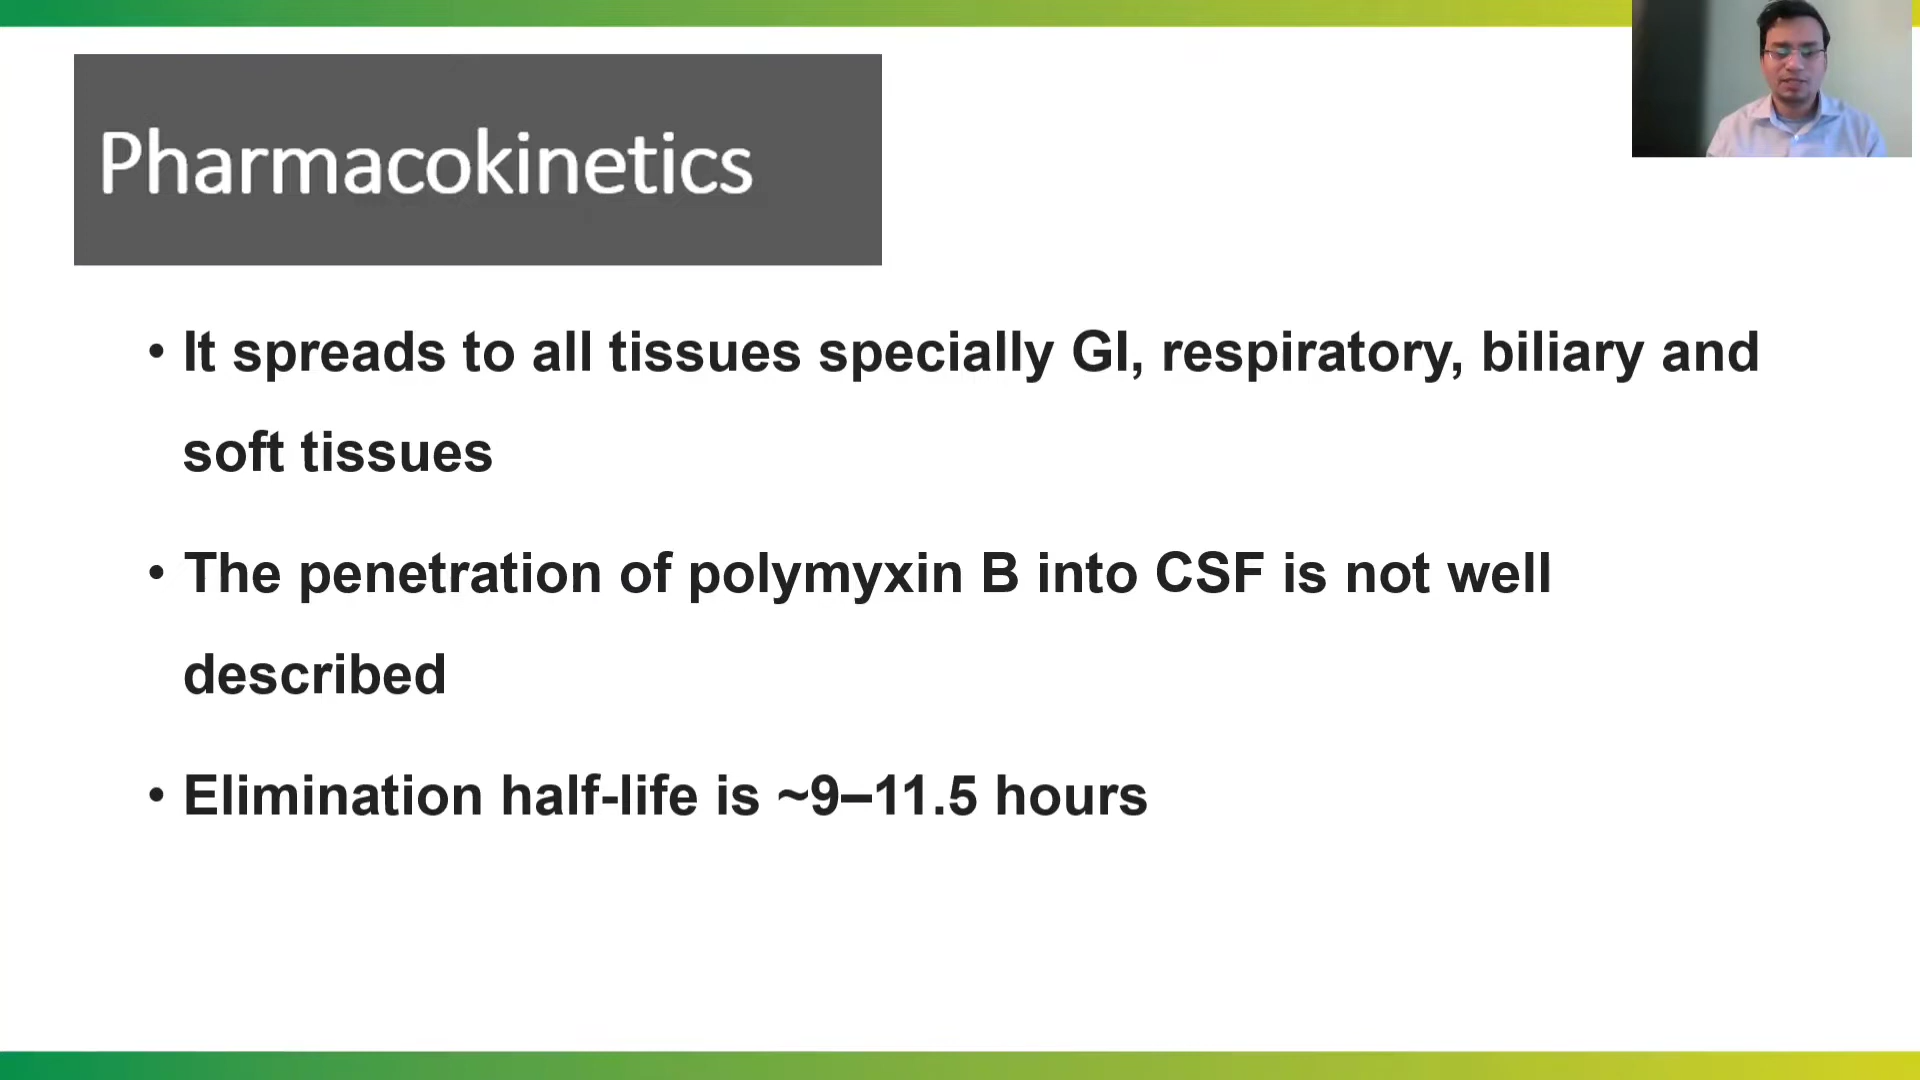 Pharmacokinetics
• It spreads to all tissues specially GI, respiratory, biliary and
soft tissues
• The penetration of polymyxin B into CSF is not well
described
• Elimination half-life is ~9–11.5 hours